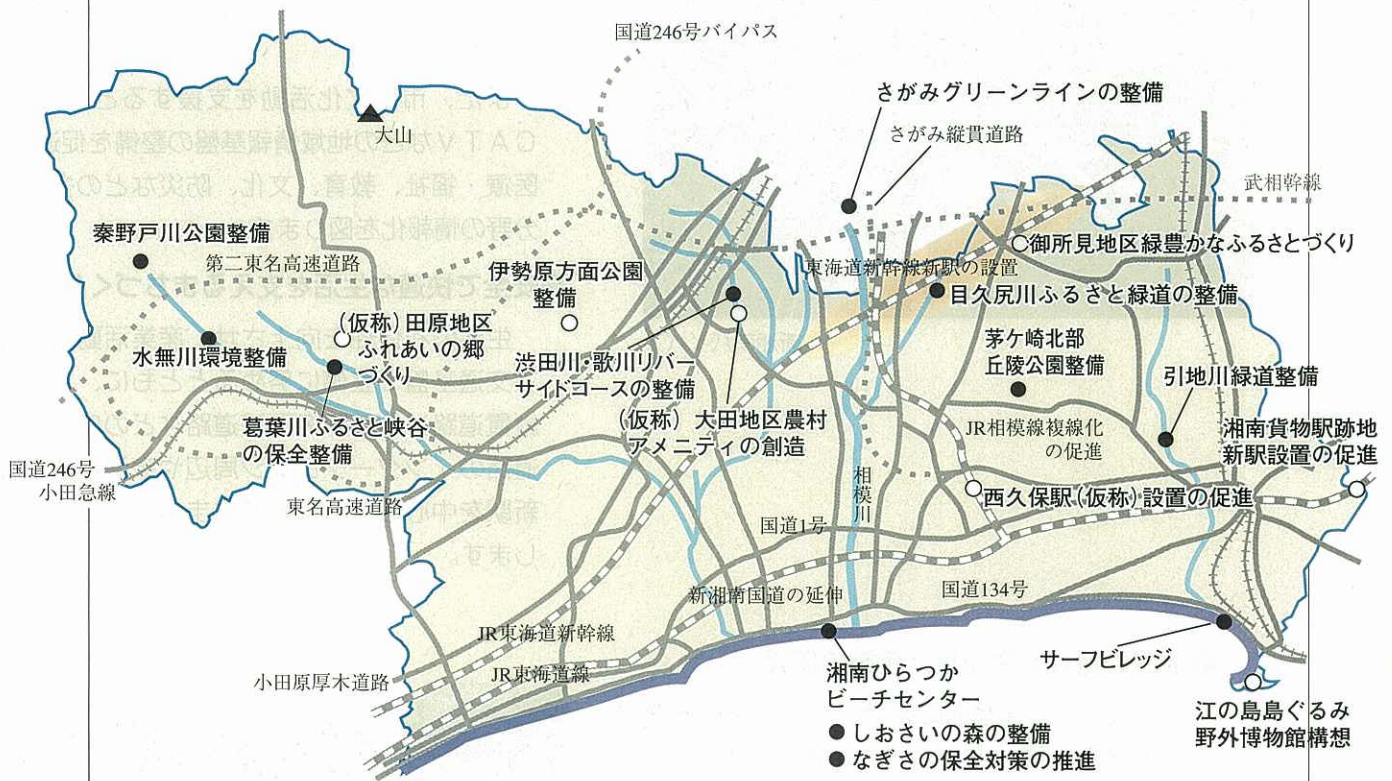 国道246号バイパス
さがみグリーンラインの整備
さがみ縦貫道路
大山
武相幹線
秦野戸川公園整備
第二東名高速道路
伊勢原方面公園
整備
東海道新幹線新駅の設置
御所見地区緑豊かなふるさとづくり
目久尻川ふるさと緑道の整備
水無川環境整備
(仮称)田原地区
ふれあいの郷
づくり
渋田川・歌川リバー
サイドコースの整備
茅ケ崎北部
丘陵公園整備
引地川緑道整備
葛葉川ふるさと峡谷
の保全整備
(仮称) 大田地区農村
アメニティの創造
JR相模線複線化
の促進
湘南貨物駅跡地
新駅設置の促進
国道246号
小田急線
東名高速道路
相模川
西久保駅(仮称)設置の促進
国道1号
新湘南国道の延伸
国道134号
JR東海道新幹線
JR東海道線
小田原厚木道路
湘南ひらつか
ビーチセンター
サーフビレッジ
江の島島ぐるみ
野外博物館構想
しおさいの森の整備
なぎさの保全対策の推進